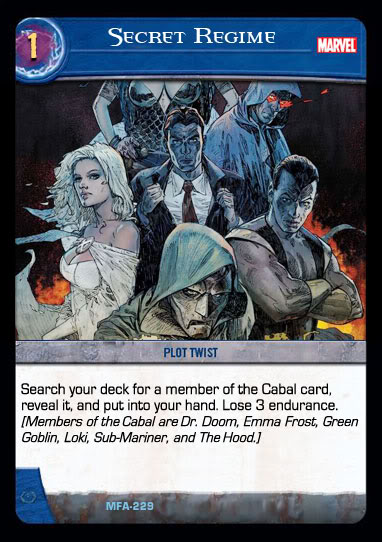 1
Secret Regime
MARVEL
PLOT TWIST
Search your deck for a member of the Cabal card,
reveal it, and put into your hand. Lose 3 endurance.
[Members of the Cabal are Dr. Doom, Emma Frost, Green
Goblin, Loki, Sub-Mariner, and The Hood.]
MFA-229